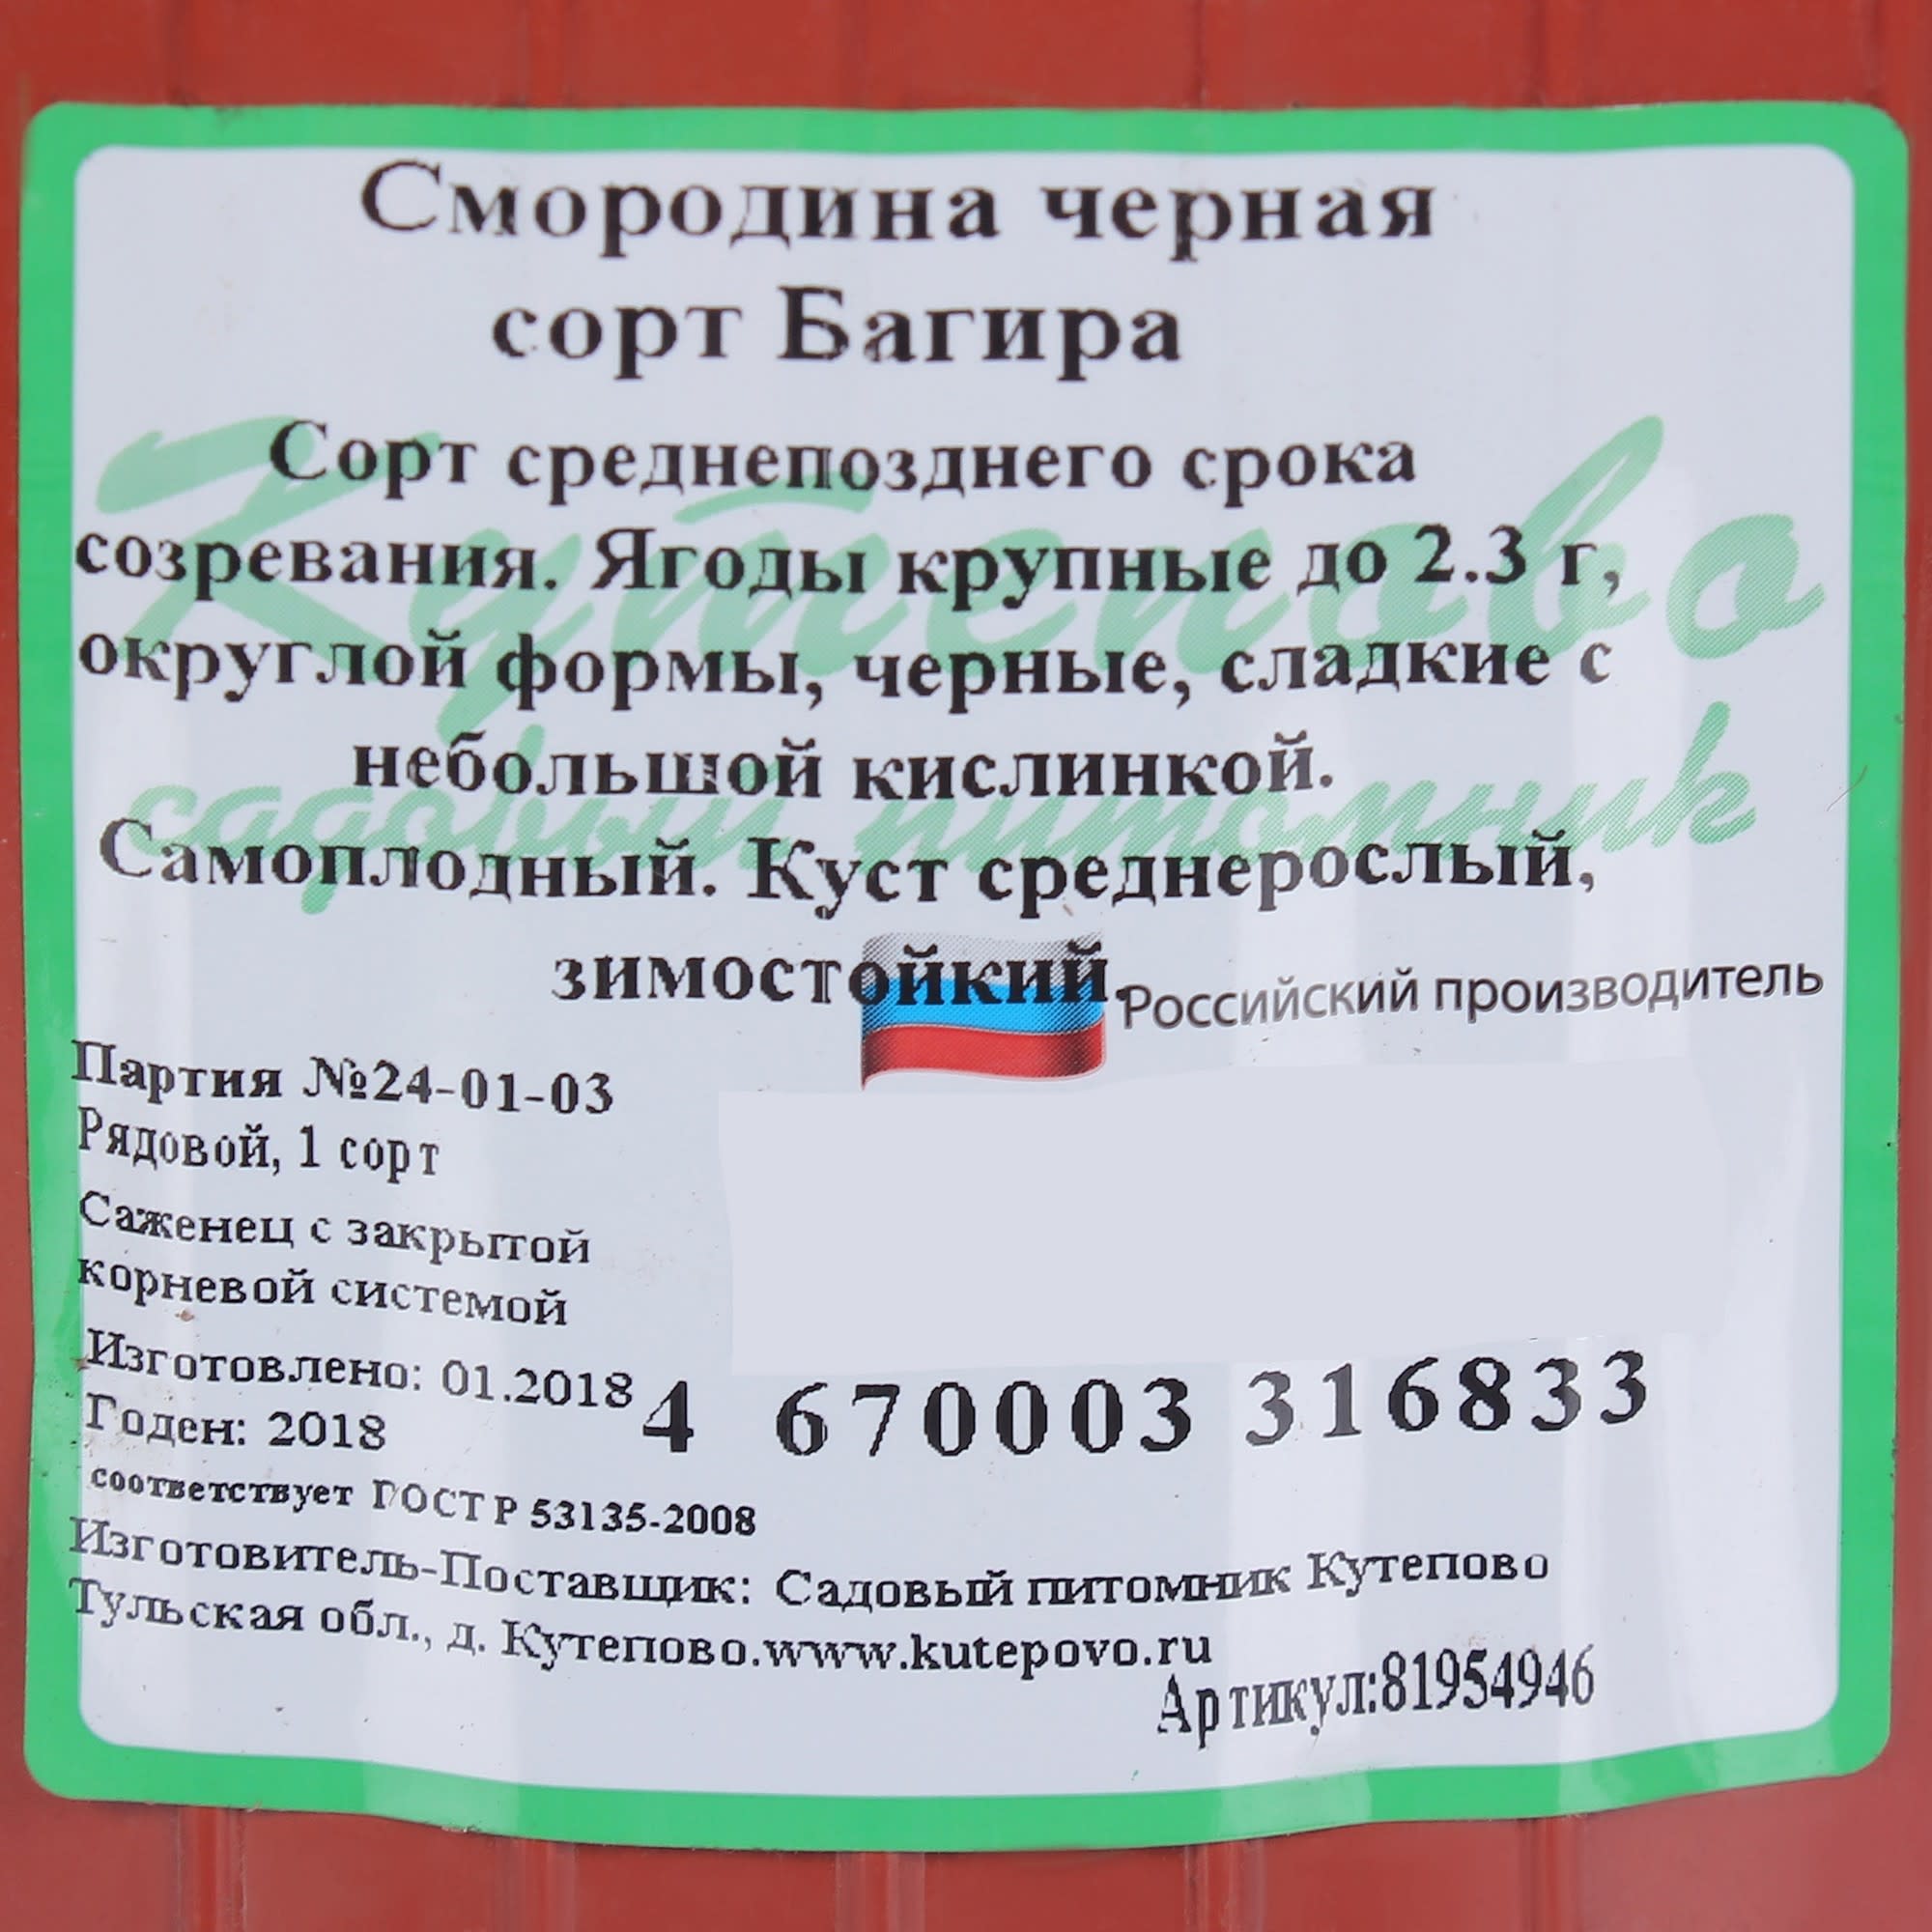 Смородина черная
сорт Багира
Сорт среднепозднего срока
созревания. Ягоды крупные до 2.3 г,
округлой формы, черные, сладкие с
небольшой кислинкой.
Самоплодный. Куст среднерослый,
зимостойкий.
Кутепово
садовый питомник
Российский производитель
Партия №24-01-03
Рядовой, 1 сорт
Саженец с закрытой
корневой системой
Изготовлено: 01.2018
Годен: 2018
4 670003 316833
соответствует ГОСТ Р 53135-2008
Изготовитель-Поставщик: Садовый питомник Кутепово
Тульская обл., д. Кутепово.www.kutepovo.ru
Артикул:81954946